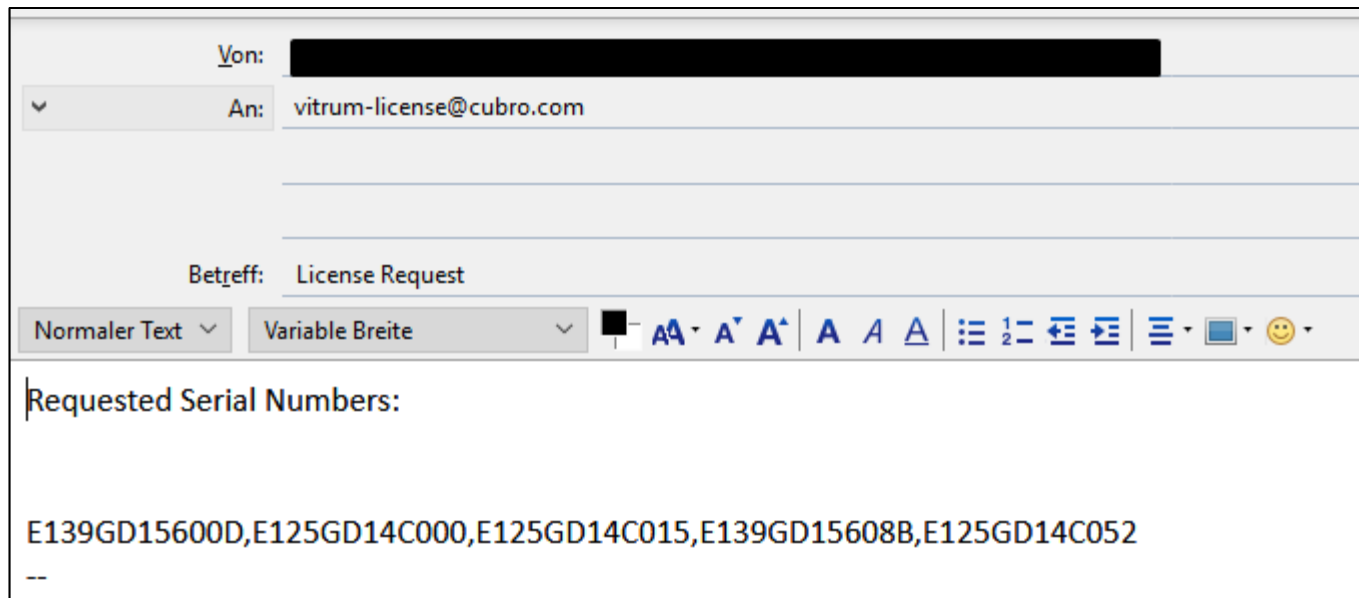 Von:
An: vitrum-license@cubro.com
Betreff: License Request
Normaler Text Variable Breite
Requested Serial Numbers:
E139GD15600D,E125GD14C000,E125GD14C015,E139GD15608B,E125GD14C052
--